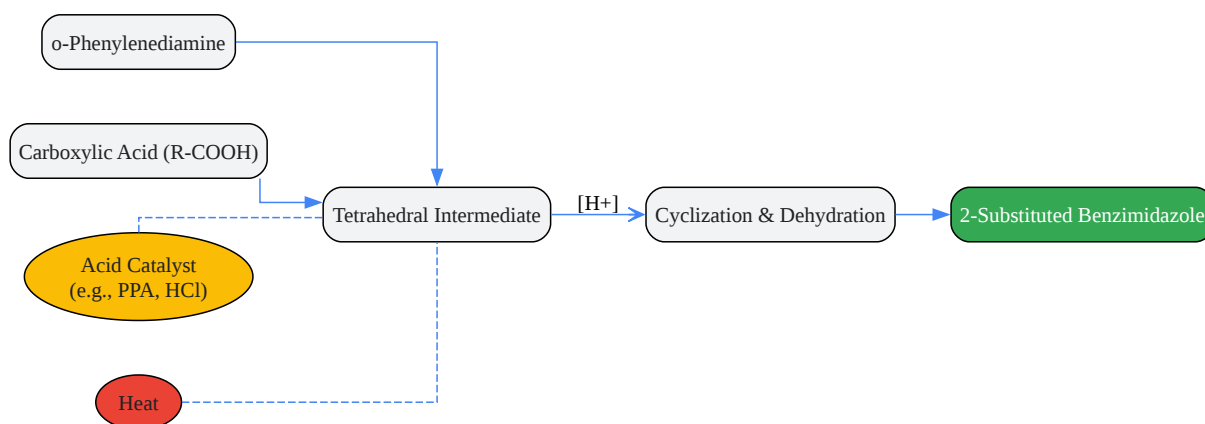 o-Phenylenediamine
Carboxylic Acid (R-COOH)
Tetrahedral Intermediate
[H+]
Cyclization & Dehydration
2-Substituted Benzimidazole
Acid Catalyst
(e.g., PPA, HCl)
Heat